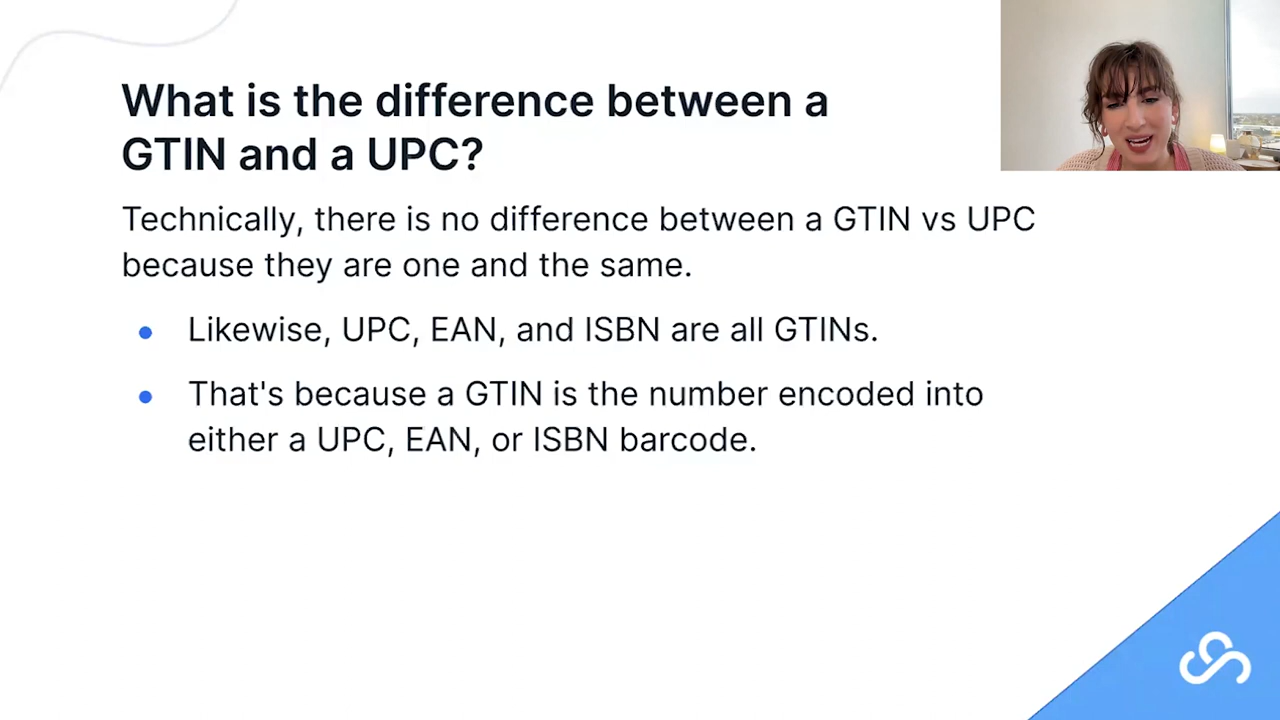 What is the difference between a
GTIN and a UPC?
Technically, there is no difference between a GTIN vs UPC
because they are one and the same.
• Likewise, UPC, EAN, and ISBN are all GTINs.
• That's because a GTIN is the number encoded into
either a UPC, EAN, or ISBN barcode.